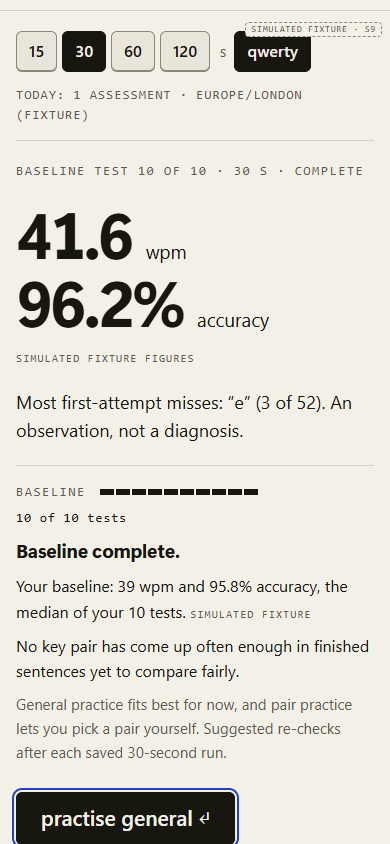 SIMULATED FIXTURE · S9
15 30 60 120 s qwerty
TODAY: 1 ASSESSMENT · EUROPE/LONDON
(FIXTURE)
BASELINE TEST 10 OF 10 · 30 S · COMPLETE
41.6 wpm
96.2% accuracy
SIMULATED FIXTURE FIGURES
Most first-attempt misses: “e” (3 of 52). An
observation, not a diagnosis.
BASELINE
10 of 10 tests
Baseline complete.
Your baseline: 39 wpm and 95.8% accuracy, the
median of your 10 tests. SIMULATED FIXTURE
No key pair has come up often enough in finished
sentences yet to compare fairly.
General practice fits best for now, and pair practice
lets you pick a pair yourself. Suggested re-checks
after each saved 30-second run.
practise general ↵